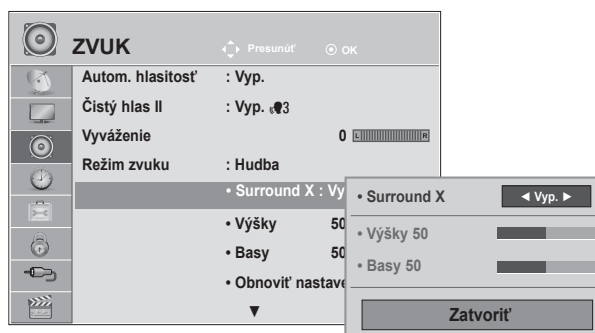 ZVUK
Presunúť
OK
Autom. hlasitosť : Vyp.
Čistý hlas II : Vyp. 3
Vyváženie 0 L R
Režim zvuku : Hudba
• Surround X : Vy
• Výšky 50
• Basy 50
• Obnoviť nastave
▼
• Surround X ◄ Vyp. ►
• Výšky 50
• Basy 50
Zatvoriť